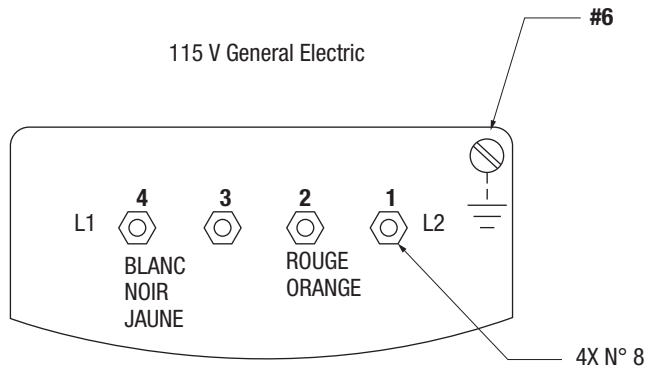 #6
115 V General Electric
4 3 2 1
L1 L2
BLANC ROUGE
NOIR ORANGE
JAUNE
4X N° 8